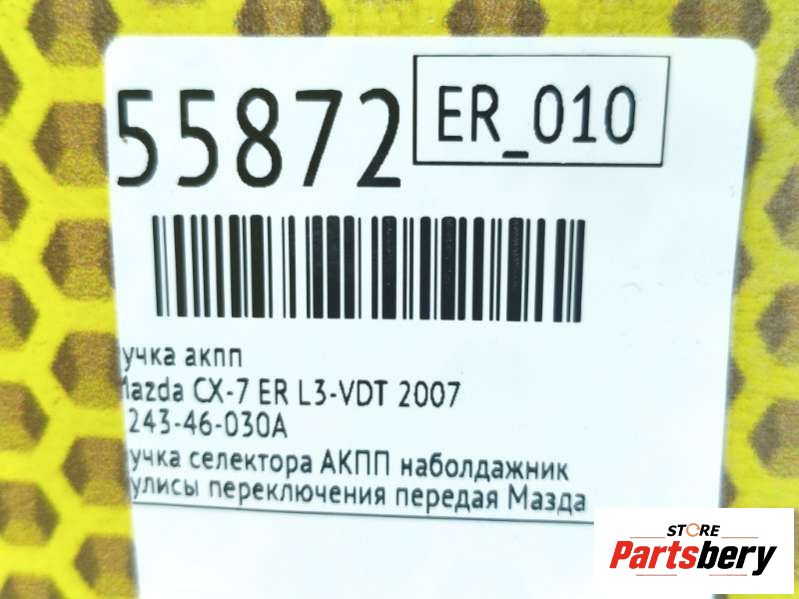 55872
ER_010
учка акпп
Mazda CX-7 ER L3-VDT 2007
243-46-030A
учка селектора АКПП наболдажник
улисы переключения передая Мазда
STORE
Partsbery